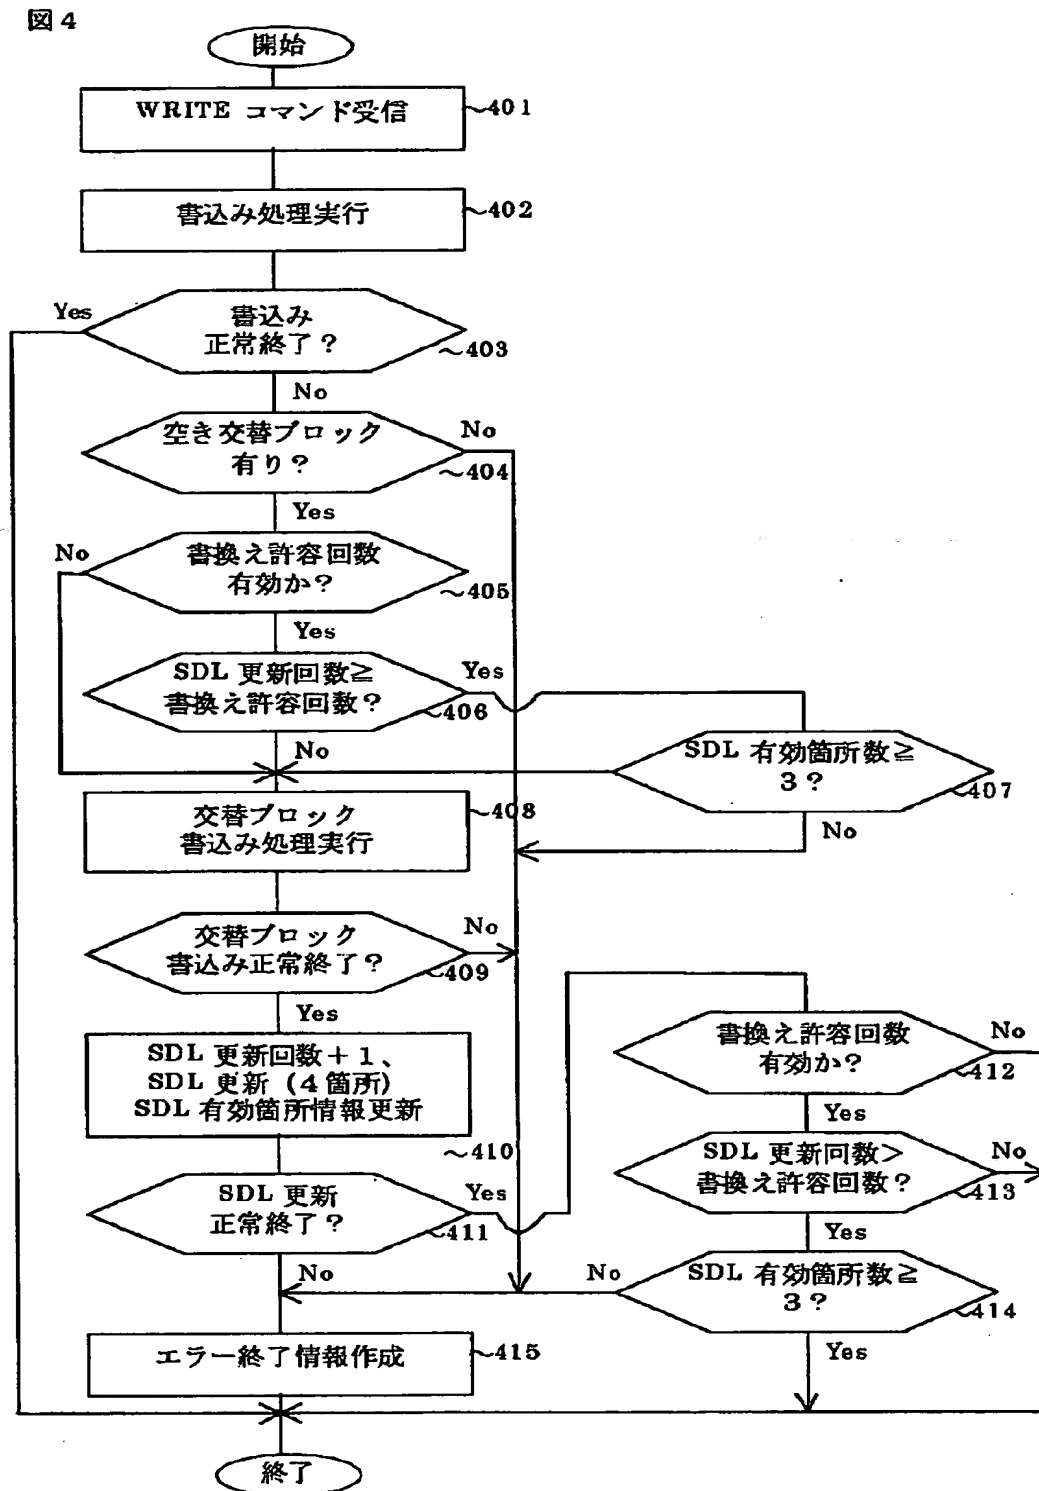 図4
開始
WRITE コマンド受信
~401
書込み処理実行
~402
Yes
書込み
正常終了?
~403
No
空き交替ブロック
有り?
No
~404
Yes
No
書換え許容回数
有効か?
~405
Yes
SDL 更新回数≧
書換え許容回数?
Yes
~406
No
SDL 有効箇所数≧
3?
~407
No
交替ブロック
書込み処理実行
~408
交替ブロック
書込み正常終了?
No
~409
Yes
SDL 更新回数+1、
SDL 更新(4箇所)
SDL 有効箇所情報更新
~410
SDL 更新
正常終了?
Yes
~411
No
書換え許容回数
有効か?
No
~412
Yes
SDL 更新回数>
書換え許容回数?
No
~413
Yes
No
SDL 有効箇所数≧
3?
~414
Yes
エラー終了情報作成
~415
終了